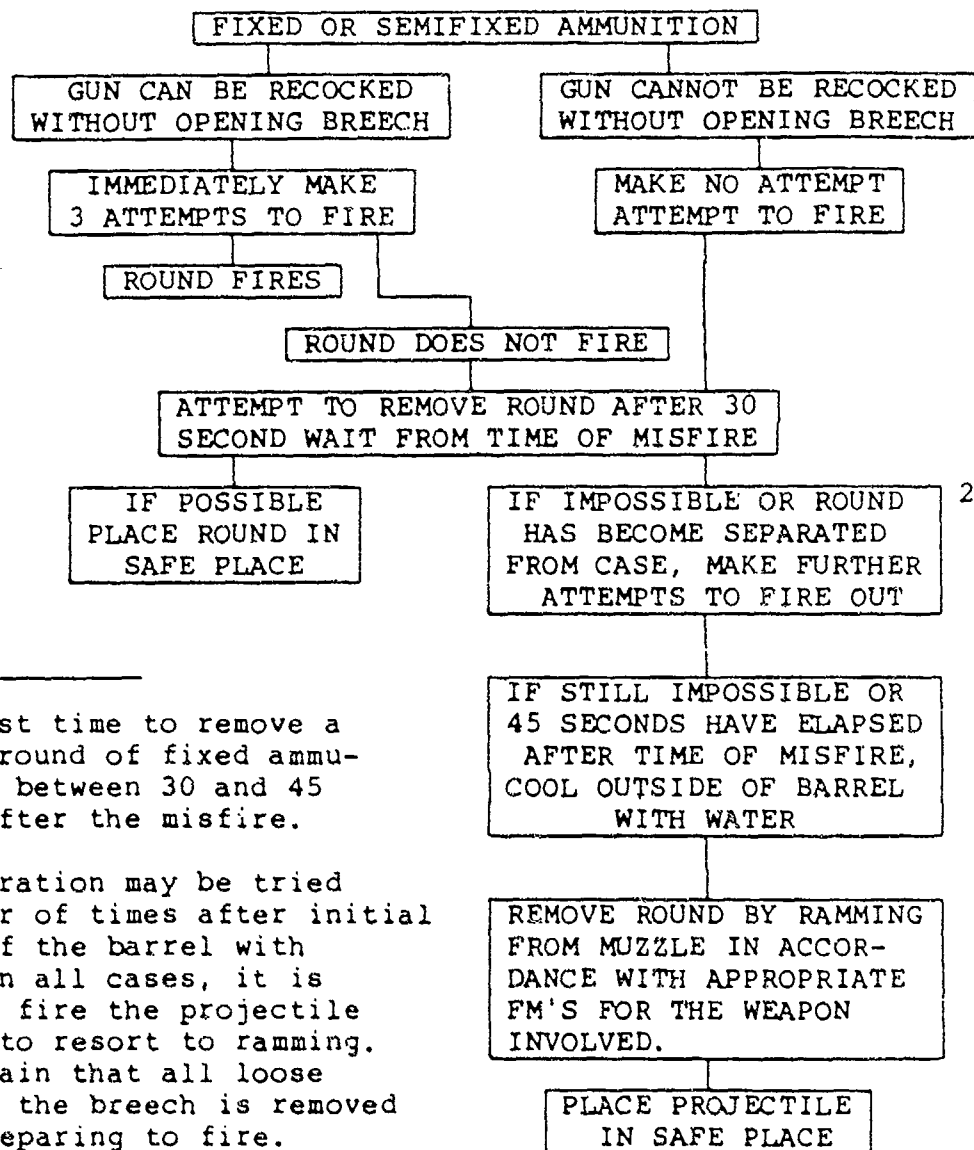 FIXED OR SEMIFIXED AMMUNITION
GUN CAN BE RECOCKED
WITHOUT OPENING BREECH
GUN CANNOT BE RECOCKED
WITHOUT OPENING BREECH
IMMEDIATELY MAKE
3 ATTEMPTS TO FIRE
MAKE NO ATTEMPT
ATTEMPT TO FIRE
ROUND FIRES
ROUND DOES NOT FIRE
ATTEMPT TO REMOVE ROUND AFTER 30
SECOND WAIT FROM TIME OF MISFIRE
IF POSSIBLE
PLACE ROUND IN
SAFE PLACE
IF IMPOSSIBLE OR ROUND
HAS BECOME SEPARATED
FROM CASE, MAKE FURTHER
ATTEMPTS TO FIRE OUT
2
IF STILL IMPOSSIBLE OR
45 SECONDS HAVE ELAPSED
AFTER TIME OF MISFIRE,
COOL OUTSIDE OF BARREL
WITH WATER
REMOVE ROUND BY RAMMING
FROM MUZZLE IN ACCOR-
DANCE WITH APPROPRIATE
FM'S FOR THE WEAPON
INVOLVED.
PLACE PROJECTILE
IN SAFE PLACE
st time to remove a
round of fixed ammu-
between 30 and 45
fter the misfire.
ration may be tried
r of times after initial
f the barrel with
n all cases, it is
fire the projectile
to resort to ramming.
ain that all loose
the breech is removed
eparing to fire.